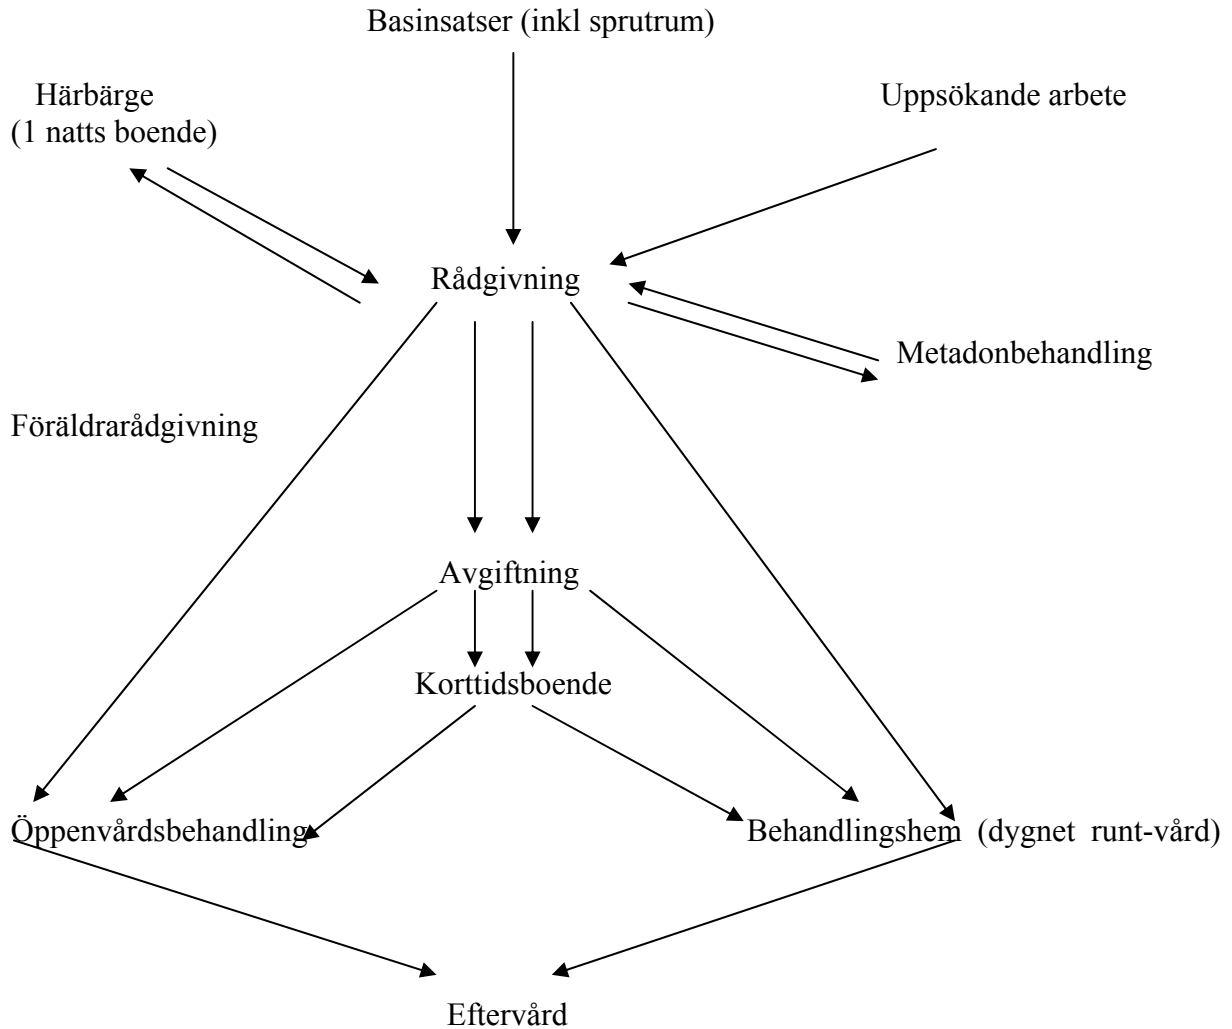 Basinsatser (inkl sprutrum)
Härbärge
(1 natts boende)
Uppsökande arbete
Rådgivning
Metadonbehandling
Föräldrarådgivning
Avgiftning
Korttidsboende
Öppenvårdsbehandling
Behandlingshem (dygnet runt-vård)
Eftervård